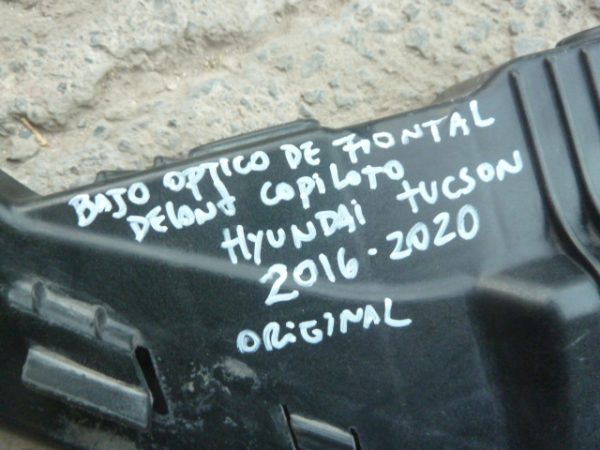 BAJO OPTICO DE FRONTAL
DELANT COPILOTO
HYUNDAI TUCSON
2016-2020
ORIGINAL